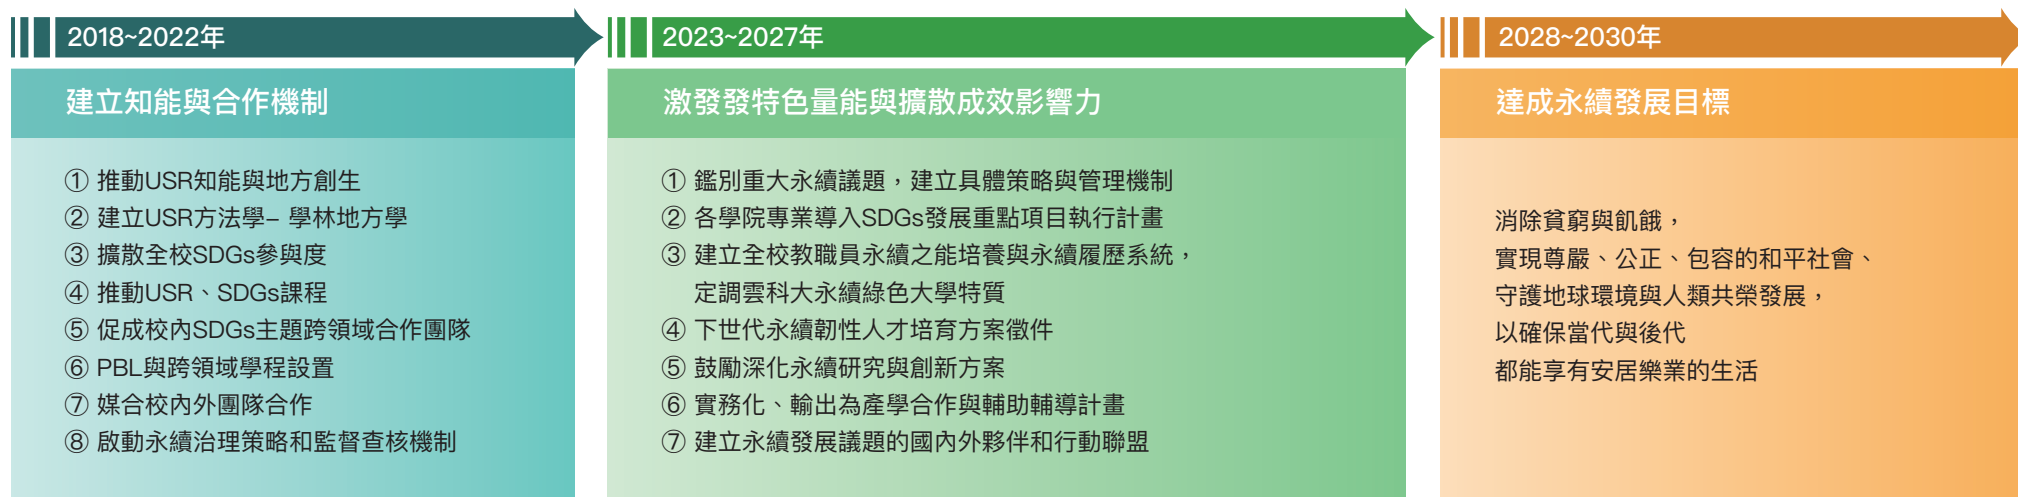 2018~2022年
建立知能與合作機制
① 推動USR知能與地方創生
② 建立USR方法學– 學林地方學
③ 擴散全校SDGs參與度
④ 推動USR、SDGs課程
⑤ 促成校內SDGs主題跨領域合作團隊
⑥ PBL與跨領域學程設置
⑦ 媒合校內外團隊合作
⑧ 啟動永續治理策略和監督查核機制
2023~2027年
激發發特色量能與擴散成效影響力
① 鑑別重大永續議題，建立具體策略與管理機制
② 各學院專業導入SDGs發展重點項目執行計畫
③ 建立全校教職員永續之能培養與永續履歷系統，
定調雲科大永續綠色大學特質
④ 下世代永續韌性人才培育方案徵件
⑤ 鼓勵深化永續研究與創新方案
⑥ 實務化、輸出為產學合作與輔助輔導計畫
⑦ 建立永續發展議題的國內外夥伴和行動聯盟
2028~2030年
達成永續發展目標
消除貧窮與飢餓，
實現尊嚴、公正、包容的和平社會、
守護地球環境與人類共榮發展，
以確保當代與後代
都能享有安居樂業的生活